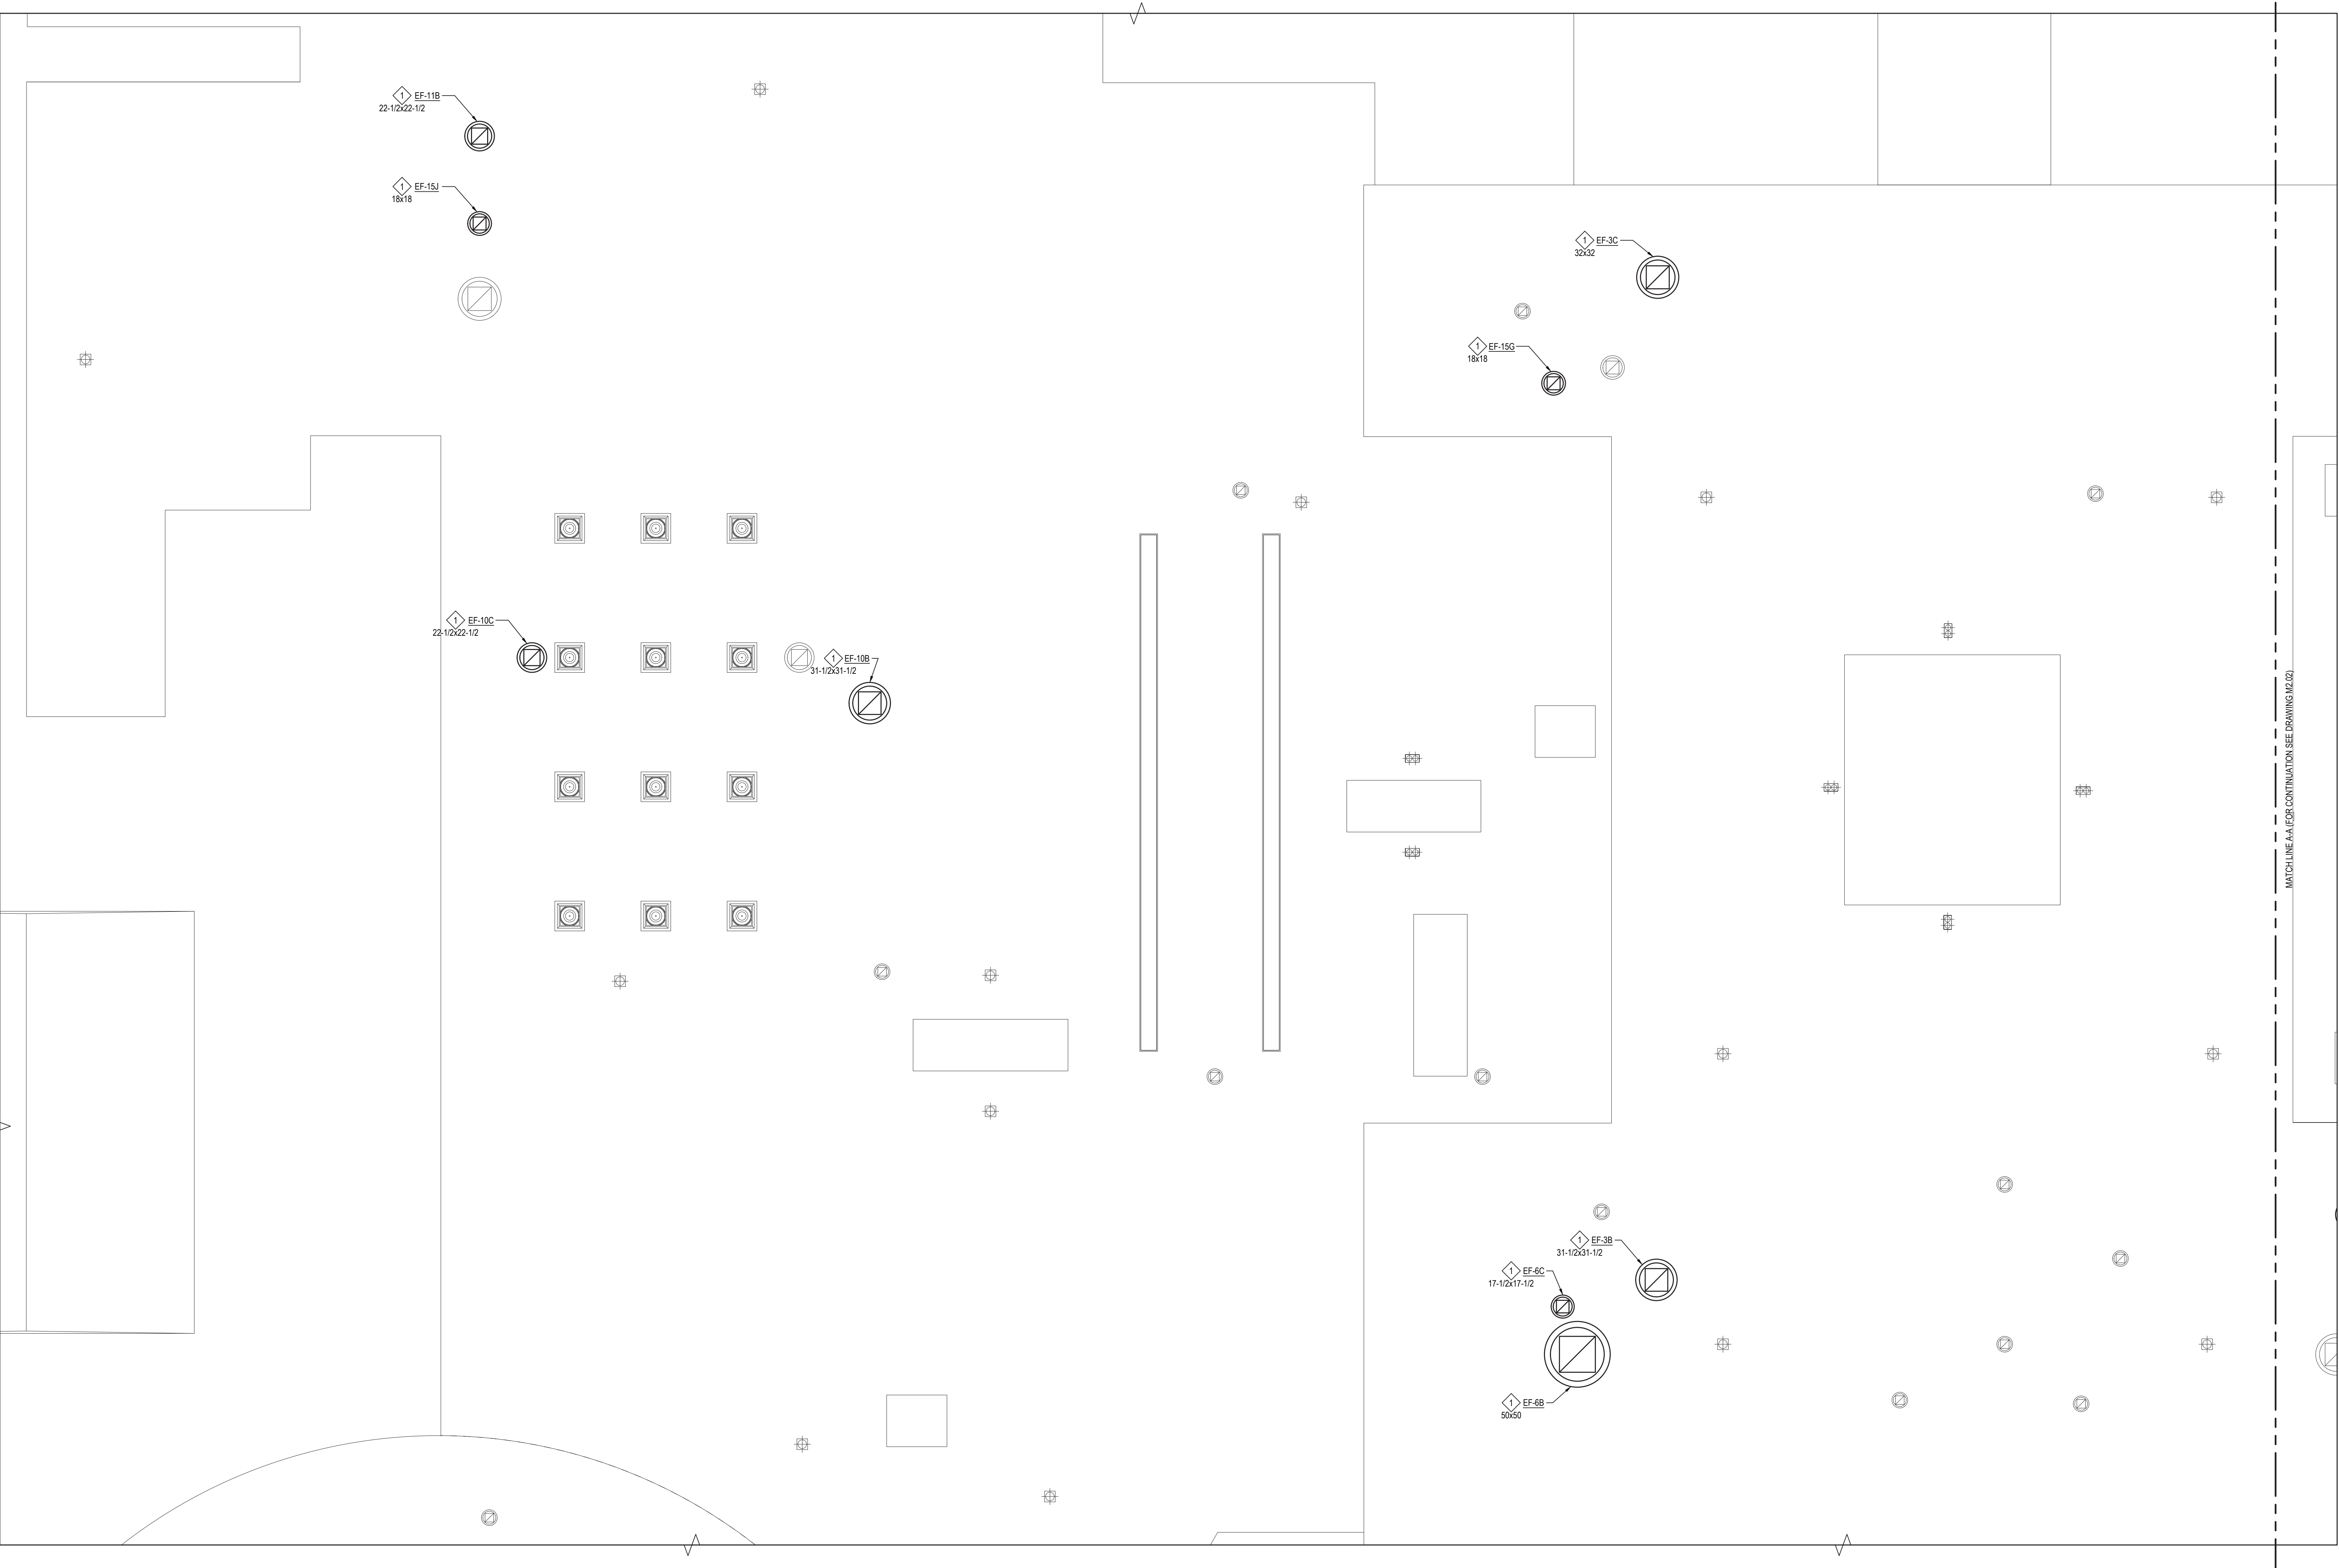 1 EF-11B
22-1/2x22-1/2
1 EF-15J
18x18
1 EF-3C
32x32
1 EF-15G
18x18
1 EF-10C
22-1/2x22-1/2
1 EF-10B
31-1/2x31-1/2
MATCH LINE A-A (FOR CONTINUATION SEE DRAWING M2.02)
1 EF-3B
31-1/2x31-1/2
1 EF-6C
17-1/2x17-1/2
1 EF-6B
50x50